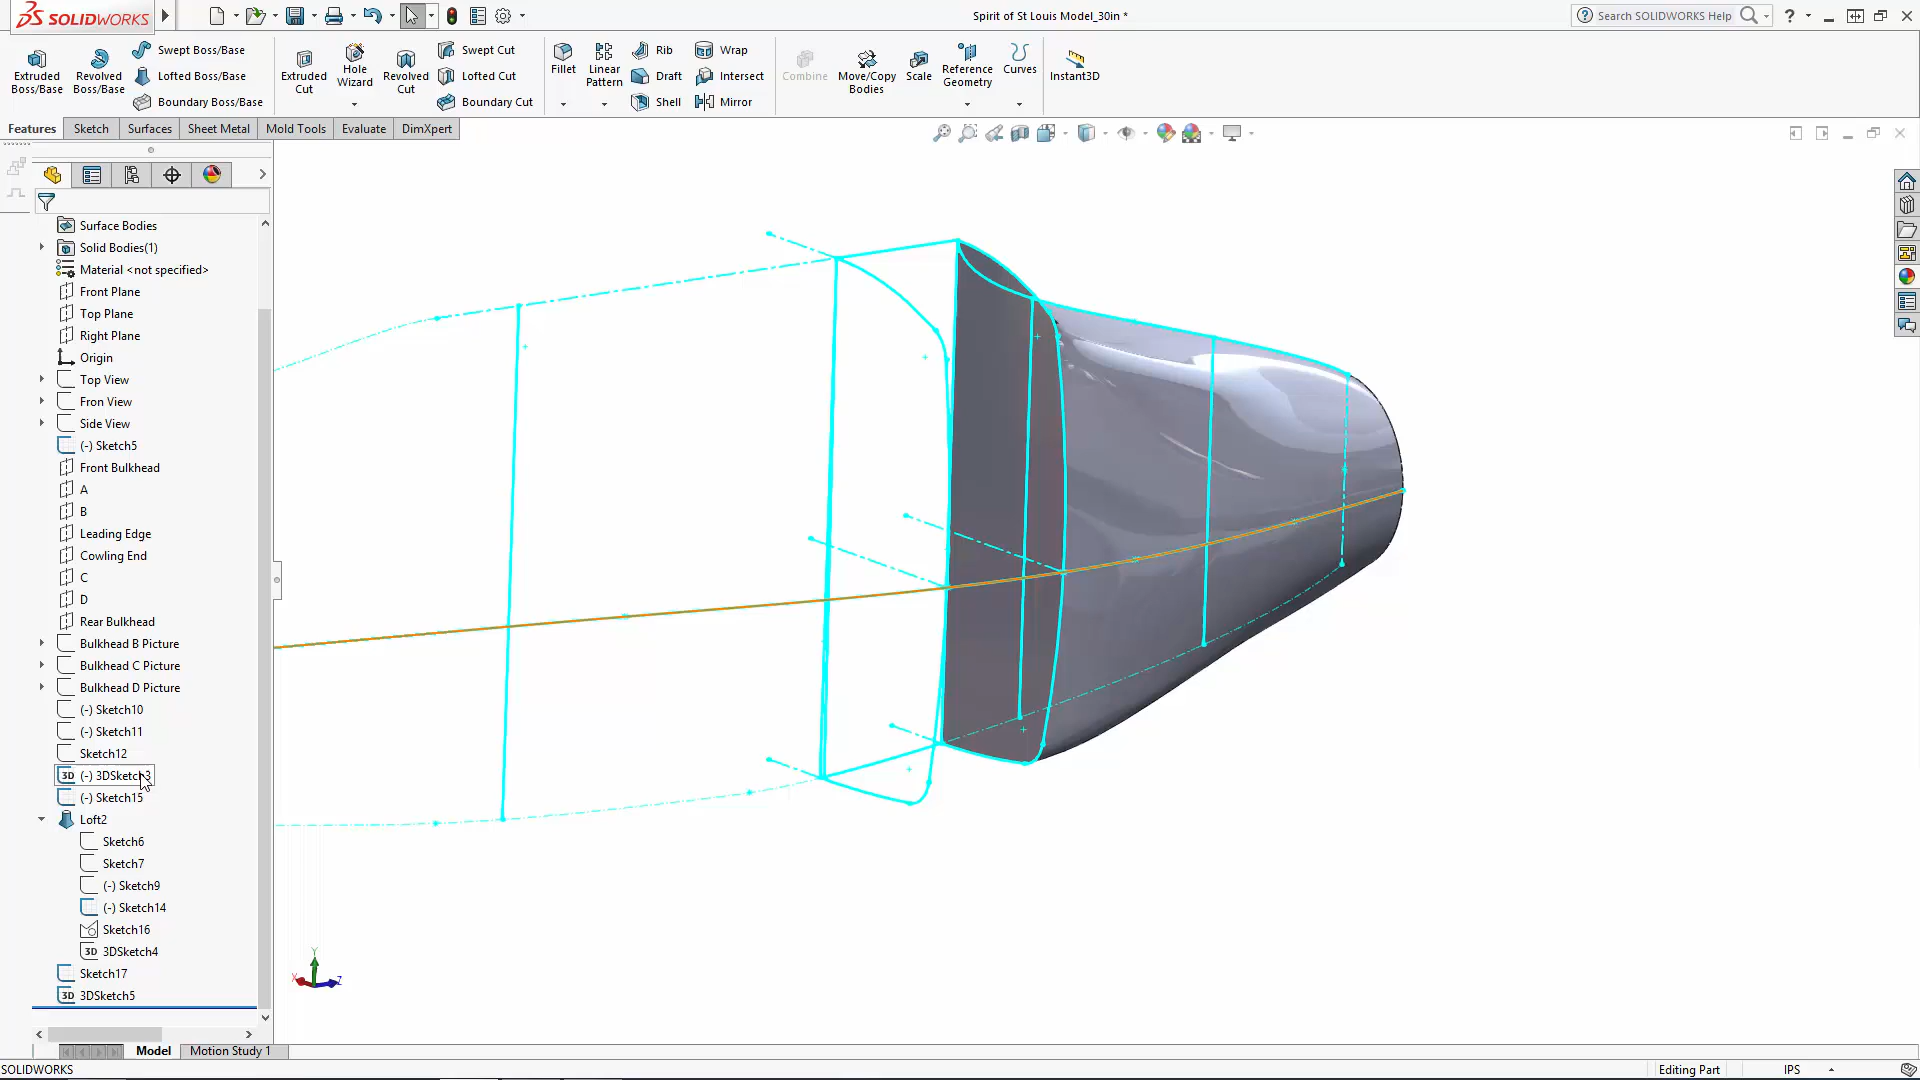 SOLIDWORKS
Spirit of St Louis Model_30in *
Search SOLIDWORKS Help
?
Extruded Boss/Base
Revolved Boss/Base
Swept Boss/Base
Lofted Boss/Base
Boundary Boss/Base
Extruded Cut
Hole Wizard
Revolved Cut
Swept Cut
Lofted Cut
Boundary Cut
Fillet
Linear Pattern
Rib
Draft
Shell
Wrap
Intersect
Mirror
Combine
Move/Copy Bodies
Scale
Reference Geometry
Curves
Instant3D
Features
Sketch
Surfaces
Sheet Metal
Mold Tools
Evaluate
DimXpert
Surface Bodies
Solid Bodies(1)
Material <not specified>
Front Plane
Top Plane
Right Plane
Origin
Top View
Fron View
Side View
(-) Sketch5
Front Bulkhead
A
B
Leading Edge
Cowling End
C
D
Rear Bulkhead
Bulkhead B Picture
Bulkhead C Picture
Bulkhead D Picture
(-) Sketch10
(-) Sketch11
Sketch12
3D (-) 3DSketch3
(-) Sketch15
Loft2
Sketch6
Sketch7
(-) Sketch9
(-) Sketch14
Sketch16
3D 3DSketch4
Sketch17
3D 3DSketch5
Y
X
Z
Model
Motion Study 1
SOLIDWORKS
Editing Part
IPS